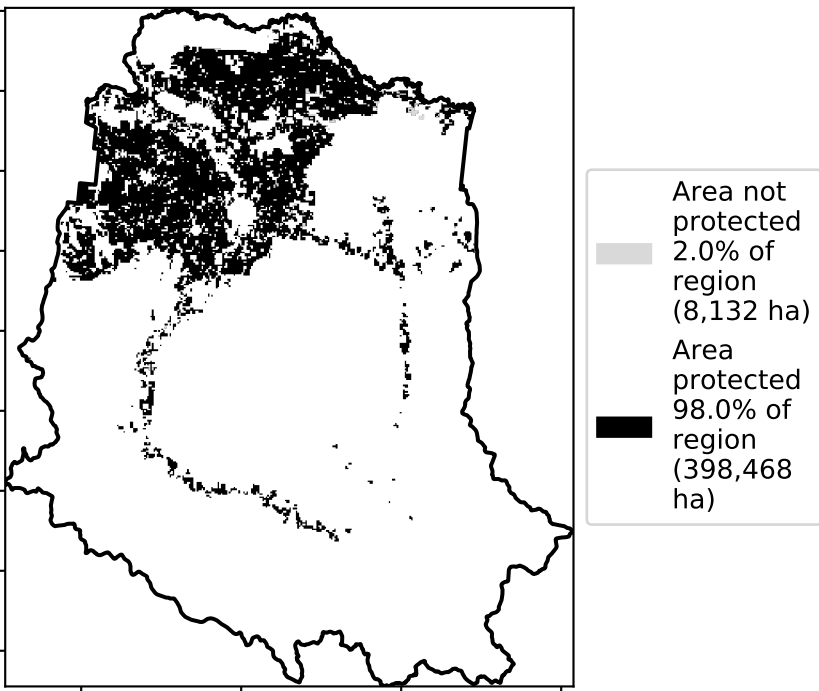 Area not
protected
2.0% of
region
(8,132 ha)
Area
protected
98.0% of
region
(398,468
ha)